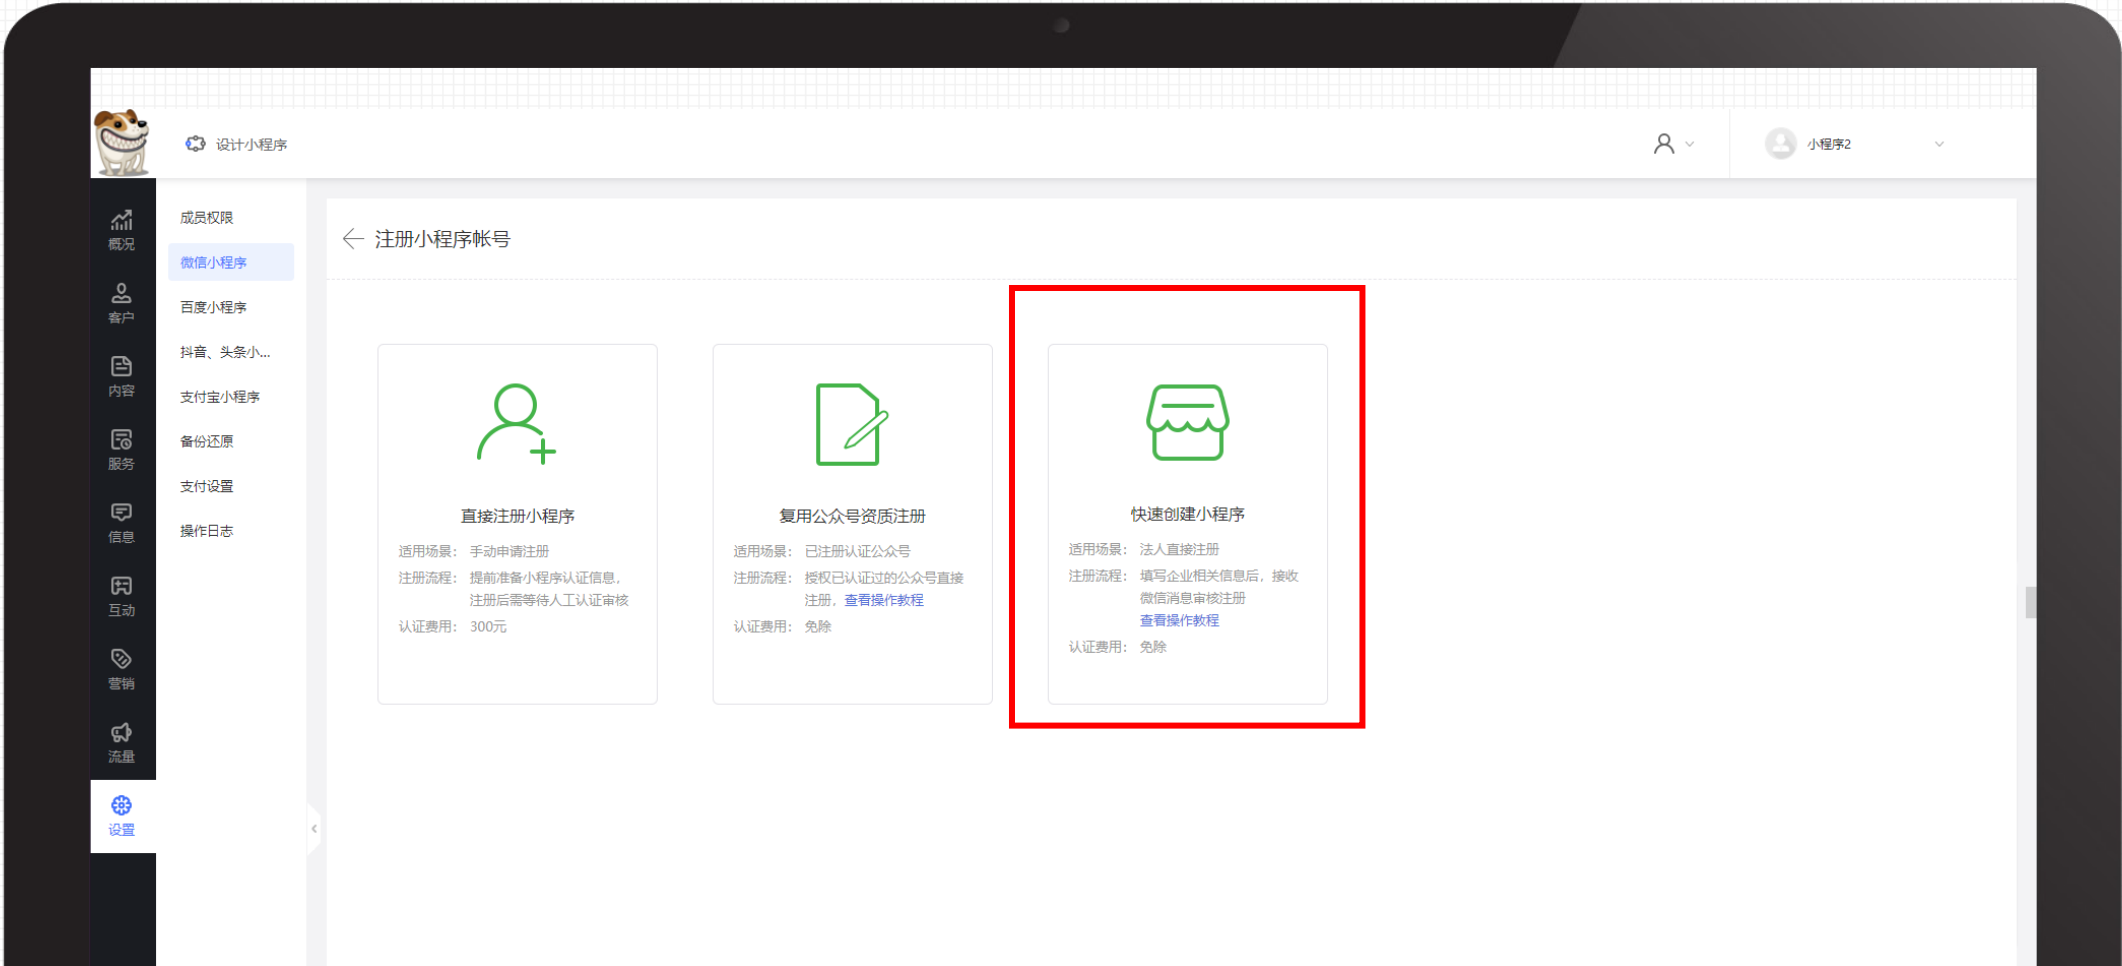 设计小程序
小程序2
概况
客户
内容
服务
信息
互动
营销
流量
设置
成员权限
微信小程序
百度小程序
抖音、头条小...
支付宝小程序
备份还原
支付设置
操作日志
注册小程序帐号
直接注册小程序
适用场景： 手动申请注册
注册流程： 提前准备小程序认证信息，
注册后需等待人工认证审核
认证费用： 300元
复用公众号资质注册
适用场景： 已注册认证公众号
注册流程： 授权已认证过的公众号直接
注册，查看操作教程
认证费用： 免除
快速创建小程序
适用场景： 法人直接注册
注册流程： 填写企业相关信息后，接收
微信消息审核注册
查看操作教程
认证费用： 免除